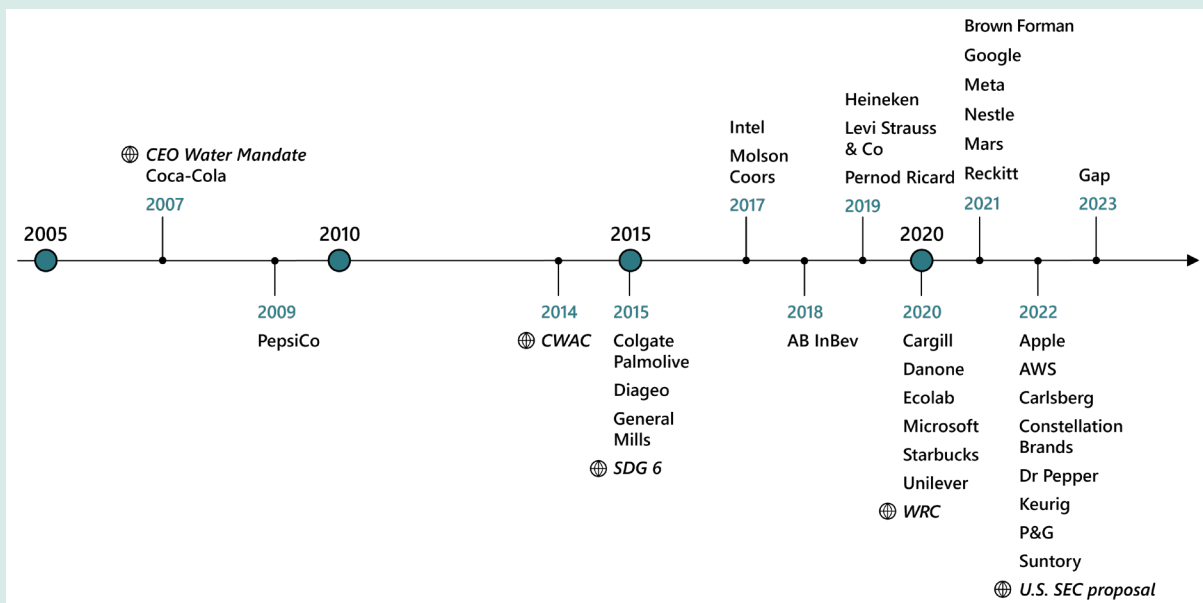 CEO Water Mandate
Coca-Cola
2007
Intel
Molson
Coors
2017
Heineken
Levi Strauss
& Co
Pernod Ricard
2019
Brown Forman
Google
Meta
Nestle
Mars
Reckitt
2021
Gap
2023
2005
2010
2015
2020
2009
PepsiCo
2014
CWAC
2015
Colgate
Palmolive
Diageo
General
Mills
SDG 6
2018
AB InBev
2020
Cargill
Danone
Ecolab
Microsoft
Starbucks
Unilever
WRC
2022
Apple
AWS
Carlsberg
Constellation
Brands
Dr Pepper
Keurig
P&G
Suntory
U.S. SEC proposal